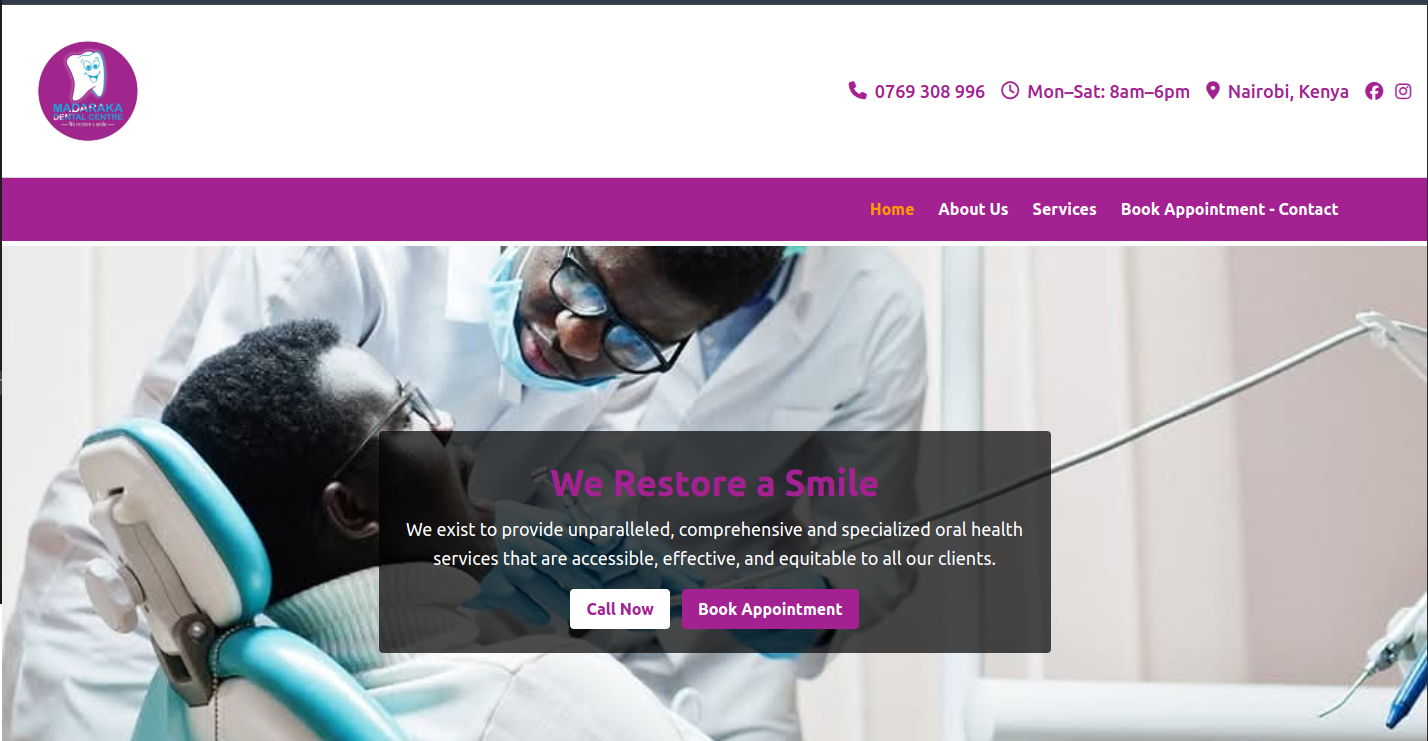 MADARAKA
DENTAL CENTRE
We restore a smile
0769 308 996 Mon–Sat: 8am–6pm Nairobi, Kenya
Home About Us Services Book Appointment - Contact
We Restore a Smile
We exist to provide unparalleled, comprehensive and specialized oral health
services that are accessible, effective, and equitable to all our clients.
Call Now Book Appointment